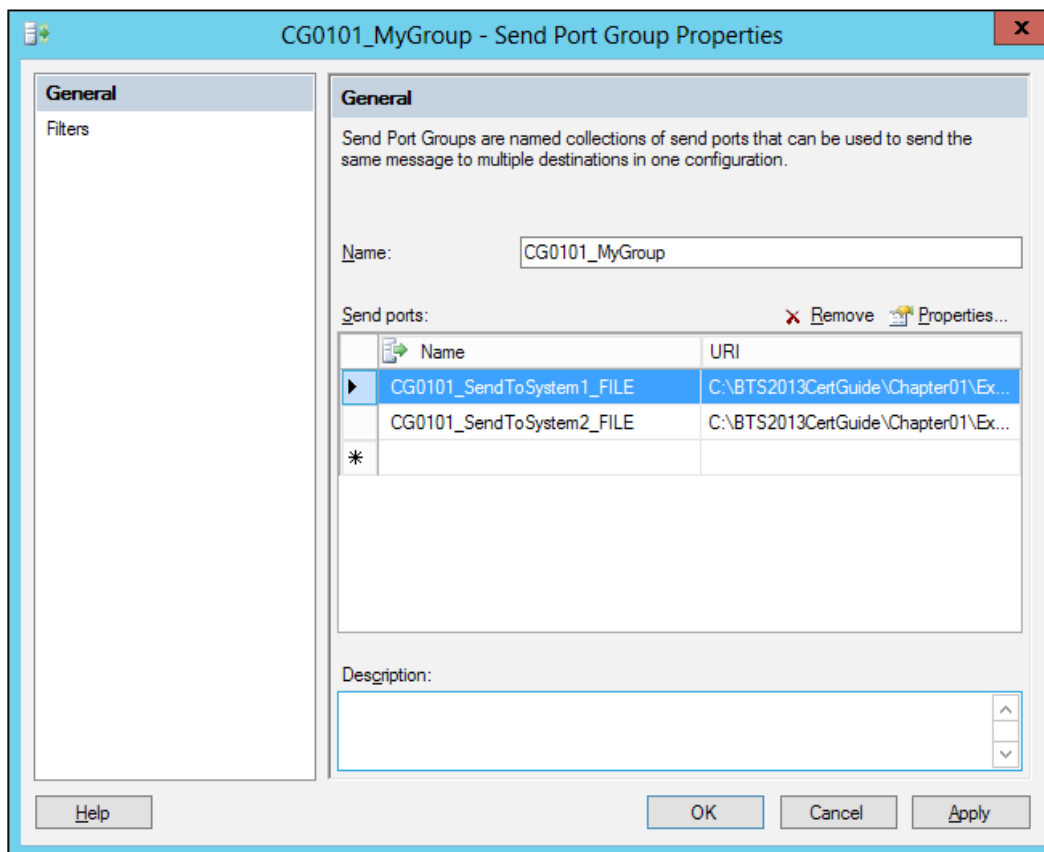 CG0101_MyGroup - Send Port Group Properties
x
General
Filters
General
Send Port Groups are named collections of send ports that can be used to send the
same message to multiple destinations in one configuration.
Name:
CG0101_MyGroup
Send ports:
Remove
Properties...
Name
URI
CG0101_SendToSystem1_FILE
C:\BTS2013CertGuide\Chapter01\Ex...
CG0101_SendToSystem2_FILE
C:\BTS2013CertGuide\Chapter01\Ex...
Description:
Help
OK
Cancel
Apply